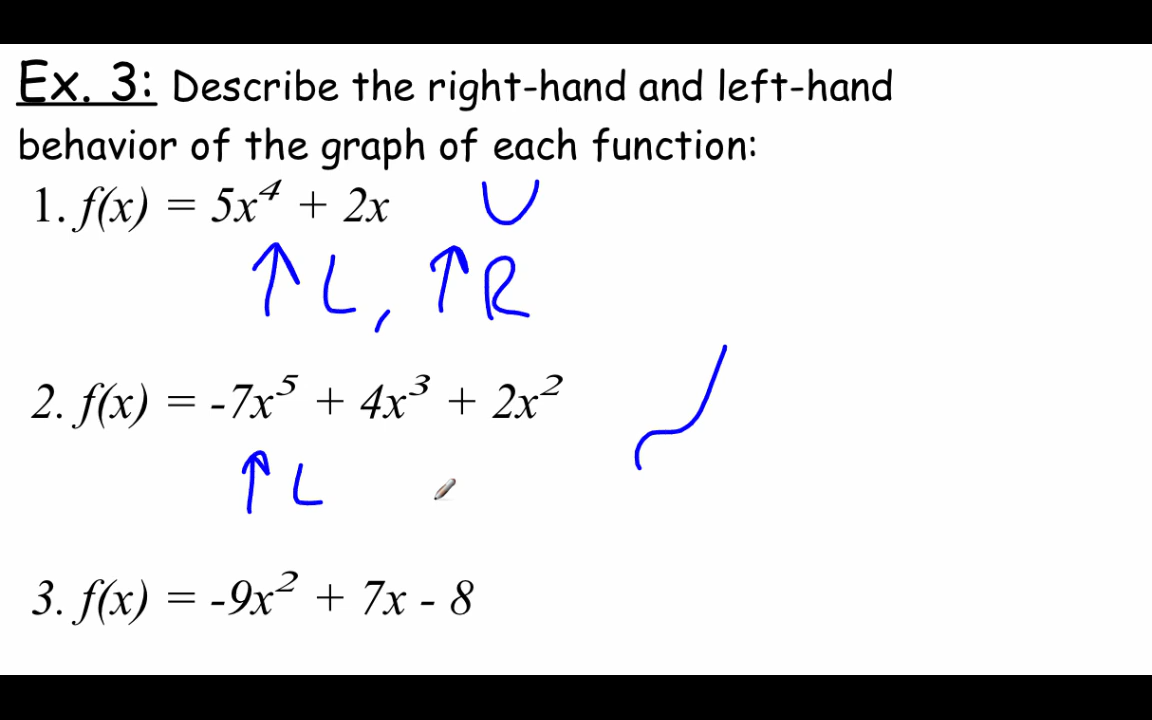 Ex. 3: Describe the right-hand and left-hand
behavior of the graph of each function:
1. f(x) = 5x⁴ + 2x
↑ L, ↑ R
2. f(x) = -7x⁵ + 4x³ + 2x²
↑ L
3. f(x) = -9x² + 7x - 8